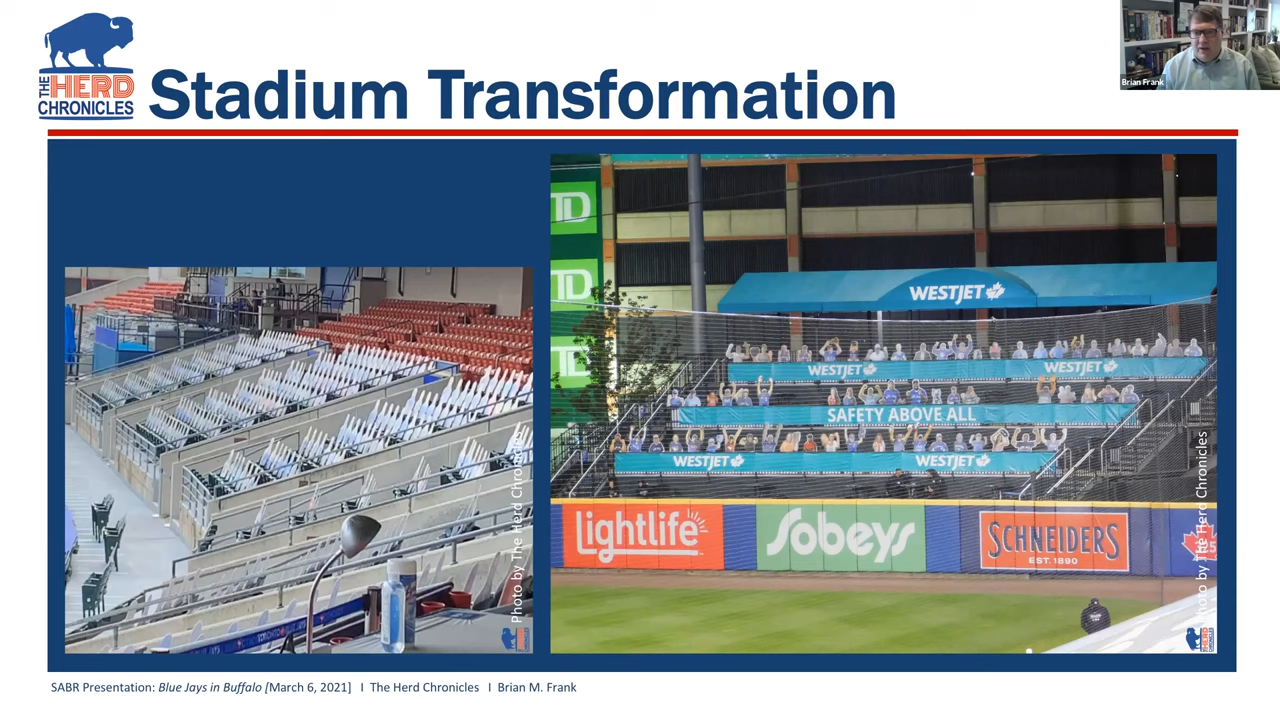 THE HERD
CHRONICLES
Stadium Transformation
Brian Frank
TD
TD
TD
WESTJET
WESTJET
WESTJET
SAFETY ABOVE ALL
WESTJET
WESTJET
Lightlife
Sobeys
SCHNEIDERS
EST. 1890
Photo by The Herd Chronicles
Photo by The Herd Chronicles
SABR Presentation: Blue Jays in Buffalo [March 6, 2021] I The Herd Chronicles I Brian M. Frank